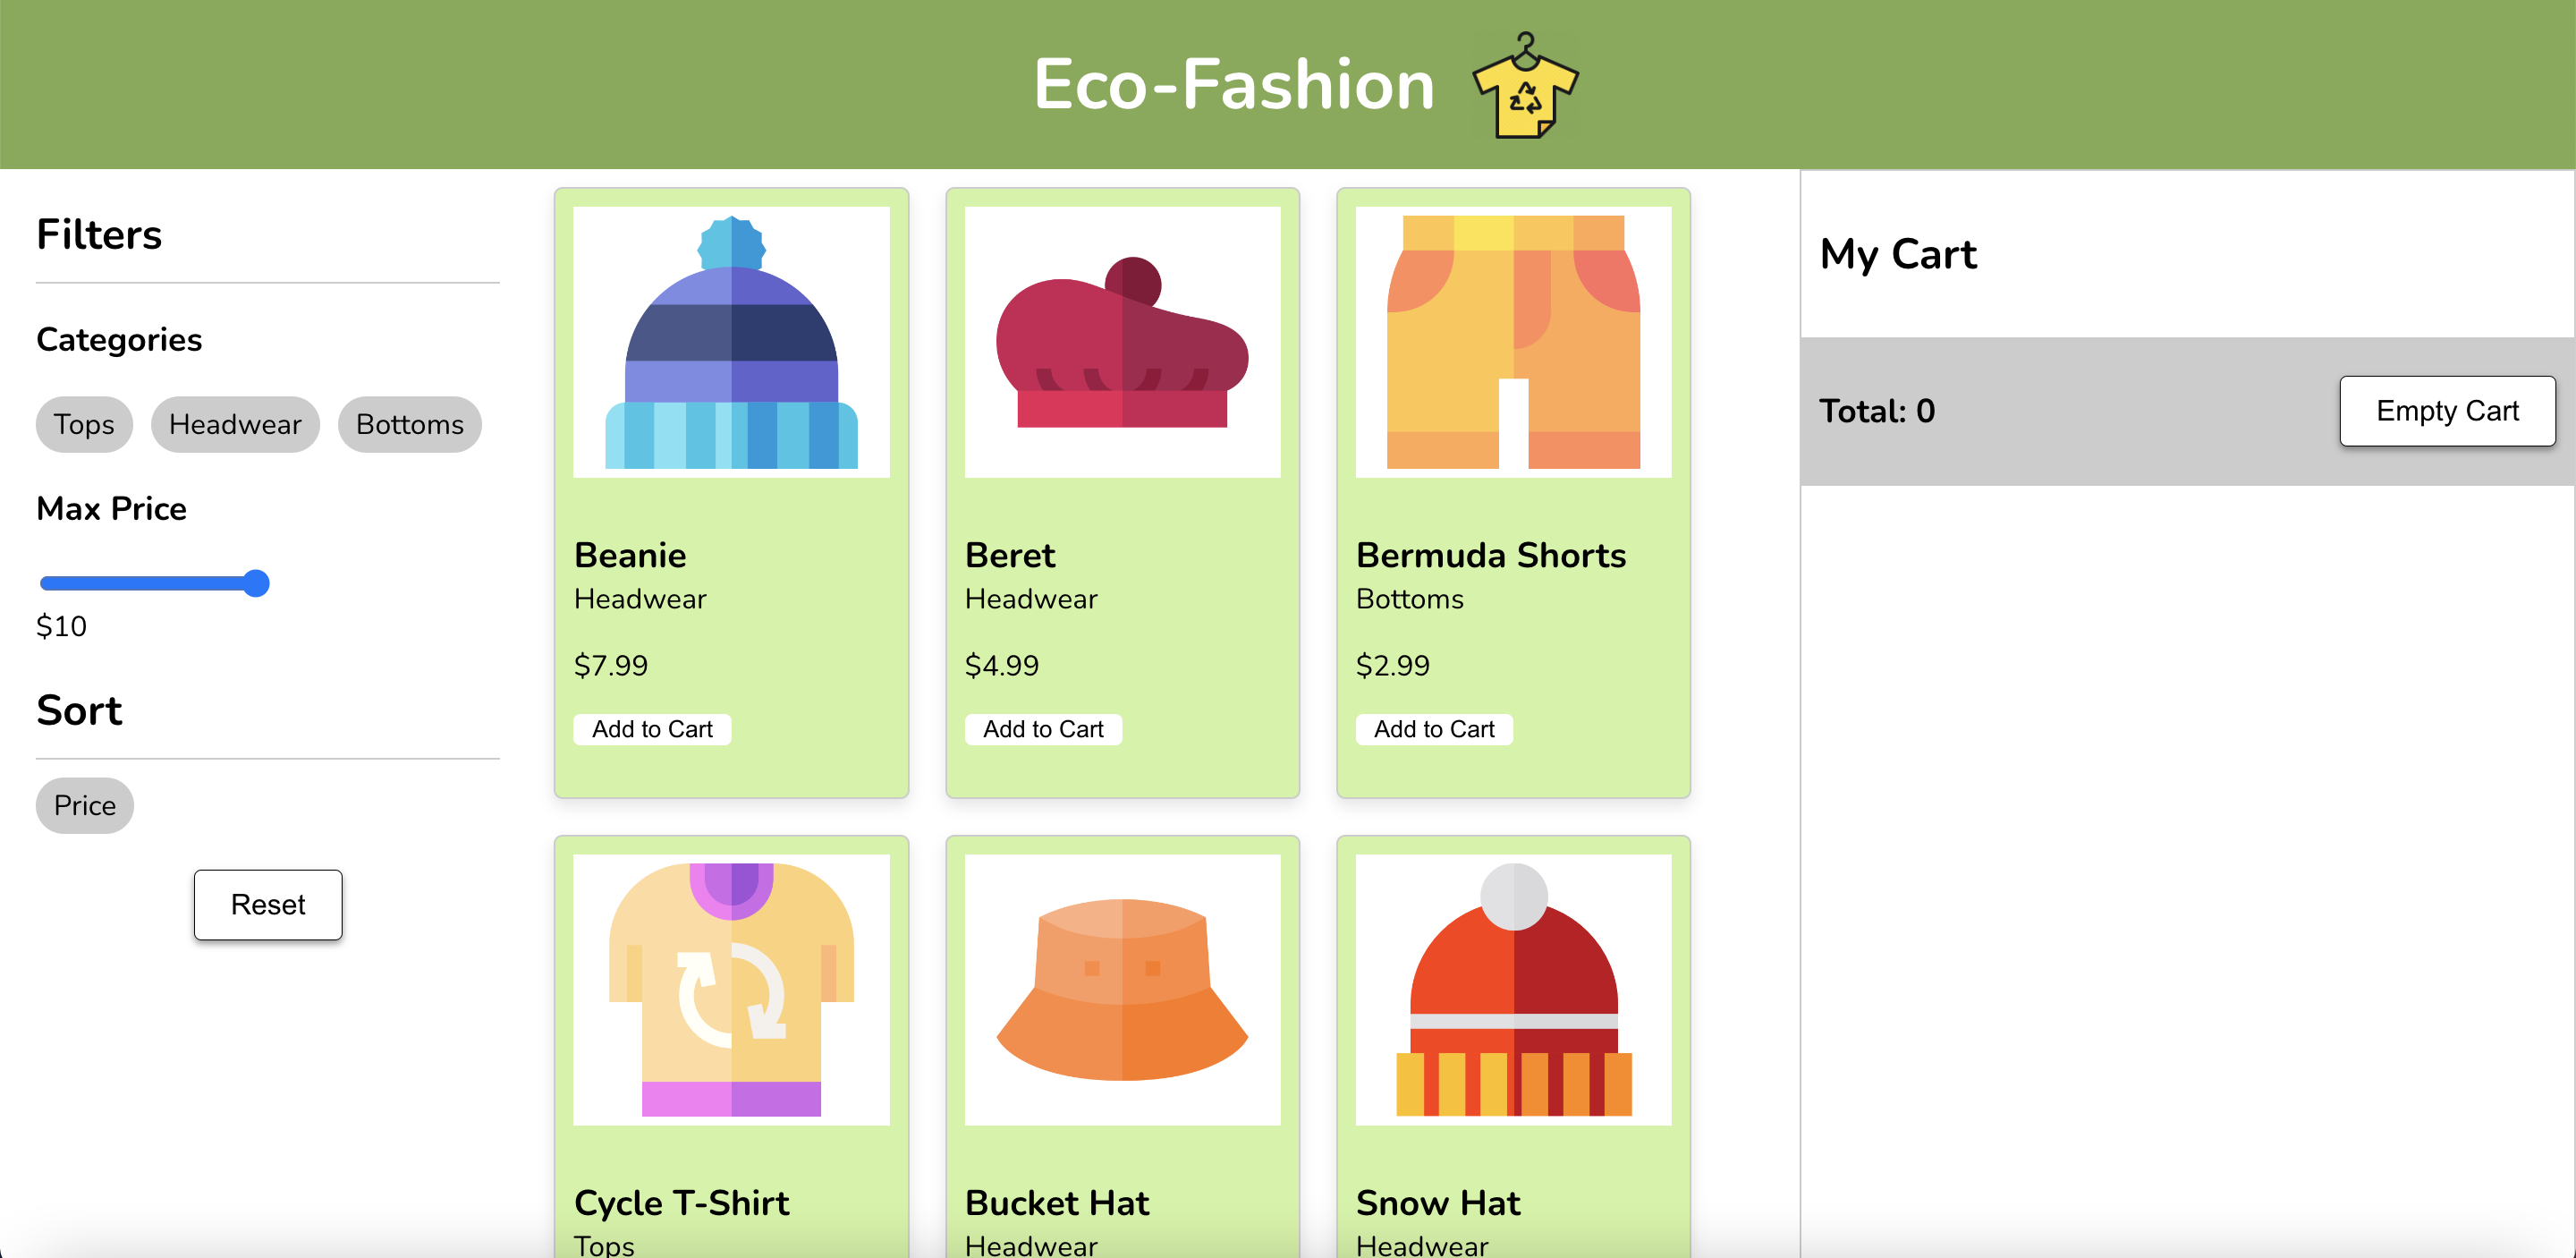 Eco-Fashion
Filters
Categories
Tops
Headwear
Bottoms
Max Price
$10
Sort
Price
Reset
Beanie
Headwear
$7.99
Add to Cart
Beret
Headwear
$4.99
Add to Cart
Bermuda Shorts
Bottoms
$2.99
Add to Cart
Cycle T-Shirt
Tops
Bucket Hat
Headwear
Snow Hat
Headwear
My Cart
Total: 0
Empty Cart